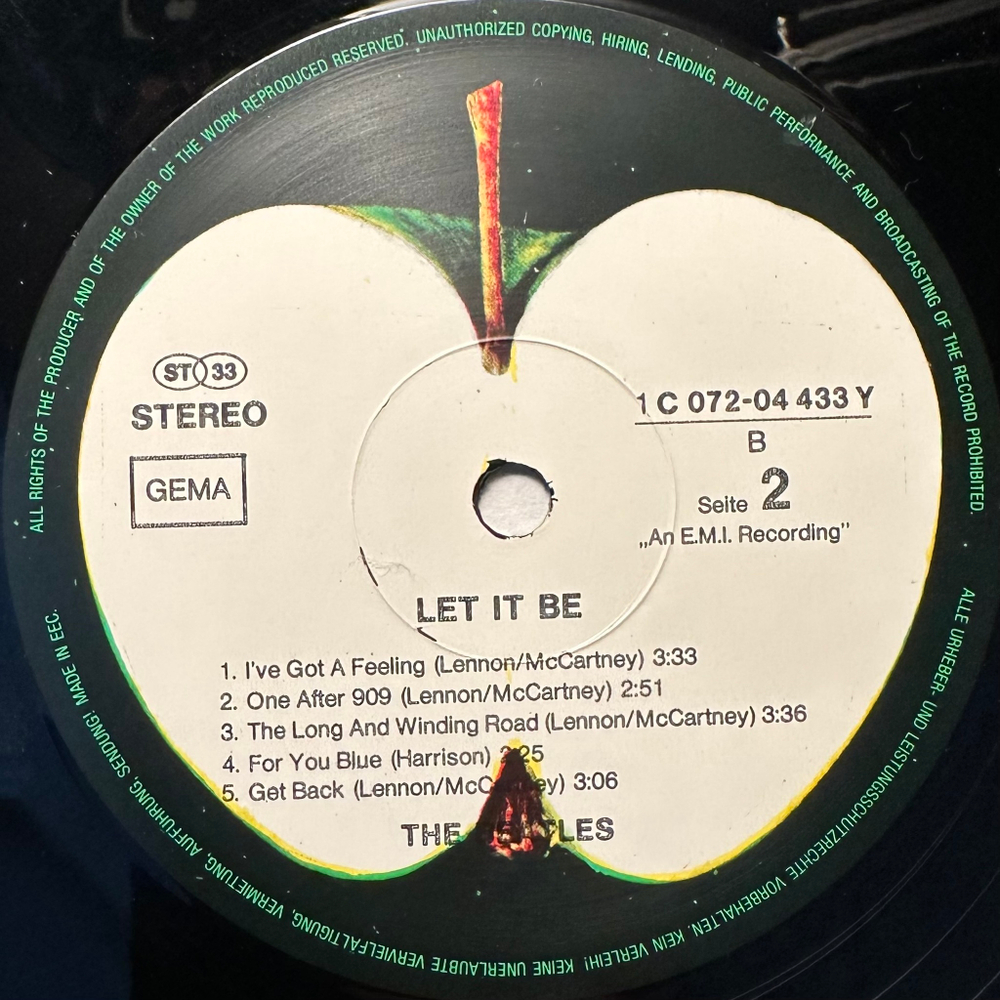 ALL RIGHTS OF THE PRODUCER AND OF THE OWNER OF THE WORK REPRODUCED RESERVED. UNAUTHORIZED COPYING, HIRING, LENDING, PUBLIC PERFORMANCE AND BROADCASTING OF THE RECORD PROHIBITED.
ST 33
STEREO
GEMA
1 C 072-04 433 Y
B
Seite 2
„An E.M.I. Recording”
LET IT BE
1. I've Got A Feeling (Lennon/McCartney) 3:33
2. One After 909 (Lennon/McCartney) 2:51
3. The Long And Winding Road (Lennon/McCartney) 3:36
4. For You Blue (Harrison) 2:25
5. Get Back (Lennon/McCartney) 3:06
THE BEATLES
ALLE URHEBER- UND LEISTUNGSSCHUTZRECHTE VORBEHALTEN. KEIN VERLEIH! KEINE UNERLAUBTE VERVIELFÄLTIGUNG, VERMIETUNG, AUFFÜHRUNG, SENDUNG! MADE IN EEC.